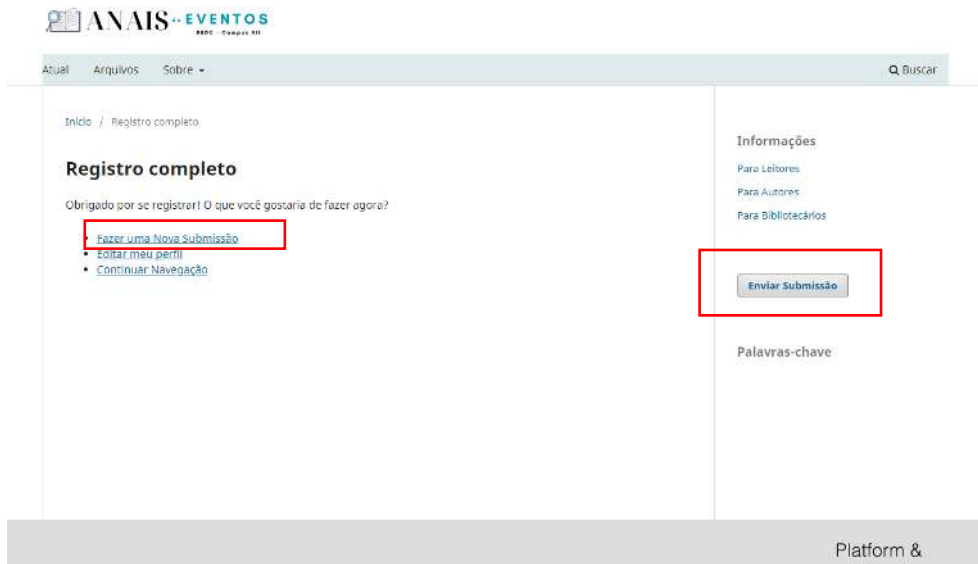 ANAIS EVENTOS
Campus XII
Atual Arquivos Sobre Buscar
Início / Registro completo
Registro completo
Obrigado por se registrar! O que você gostaria de fazer agora?
Fazer uma Nova Submissão
Editar meu perfil
Continuar Navegação
Informações
Para Leitores
Para Autores
Para Bibliotecários
Enviar Submissão
Palavras-chave
Platform &